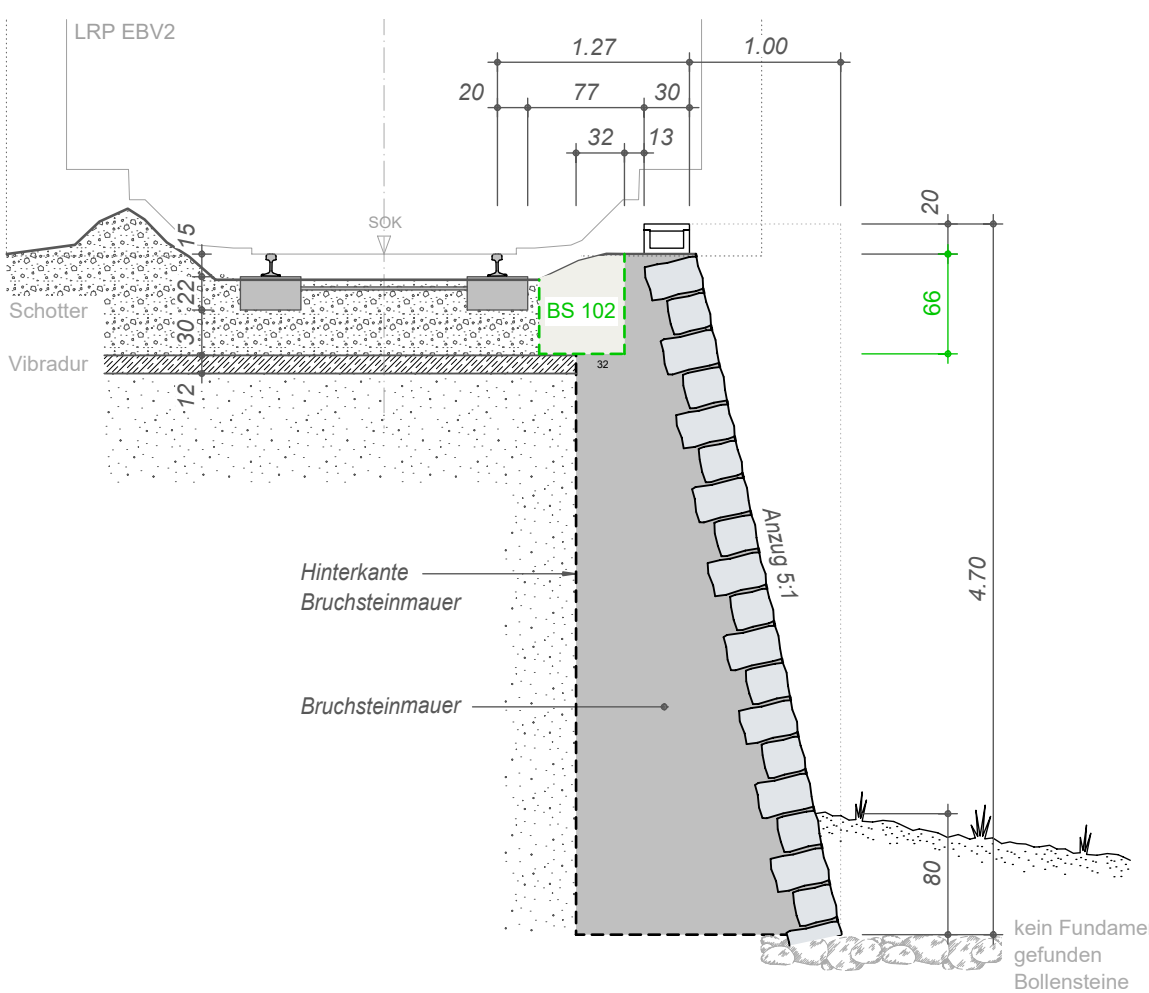 LRP EBV2
1.27
1.00
20
77
30
32
13
SOK
20
15
Schotter
22
BS 102
66
30
Vibradur
32
12
Anzug 5:1
4.70
Hinterkante
Bruchsteinmauer
Bruchsteinmauer
80
kein Fundame
gefunden
Bollensteine